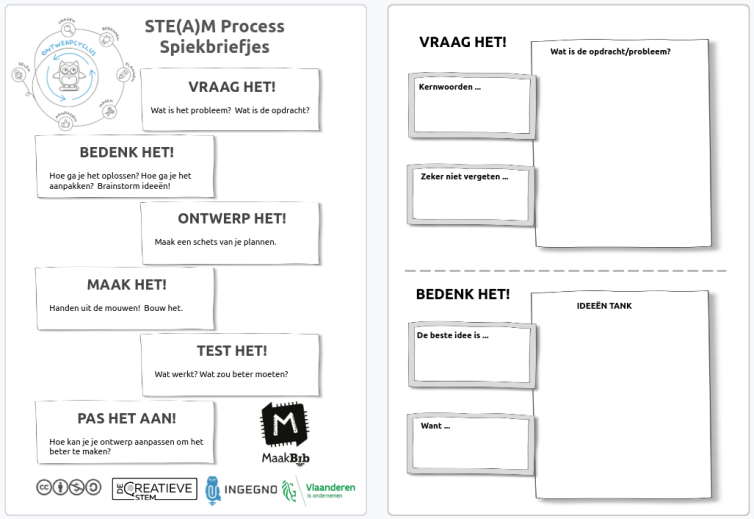 STE(A)M Process
Spiekbriefjes
ONTWERPCYCLUS
VRAAG HET!
Wat is het probleem? Wat is de opdracht?
BEDENK HET!
Hoe ga je het oplossen? Hoe ga je het
aanpakken? Brainstorm ideeën!
ONTWERP HET!
Maak een schets van je plannen.
MAAK HET!
Handen uit de mouwen! Bouw het.
TEST HET!
Wat werkt? Wat zou beter moeten?
PAS HET AAN!
Hoe kan je je ontwerp aanpassen om het
beter te maken?
M
MaakBib
cc
DE CREATIEVE
STEM
INGEGNO
Vlaanderen
is ondernemen
VRAAG HET!
Wat is de opdracht/probleem?
Kernwoorden ...
Zeker niet vergeten ...
BEDENK HET!
IDEEËN TANK
De beste idee is ...
Want ...